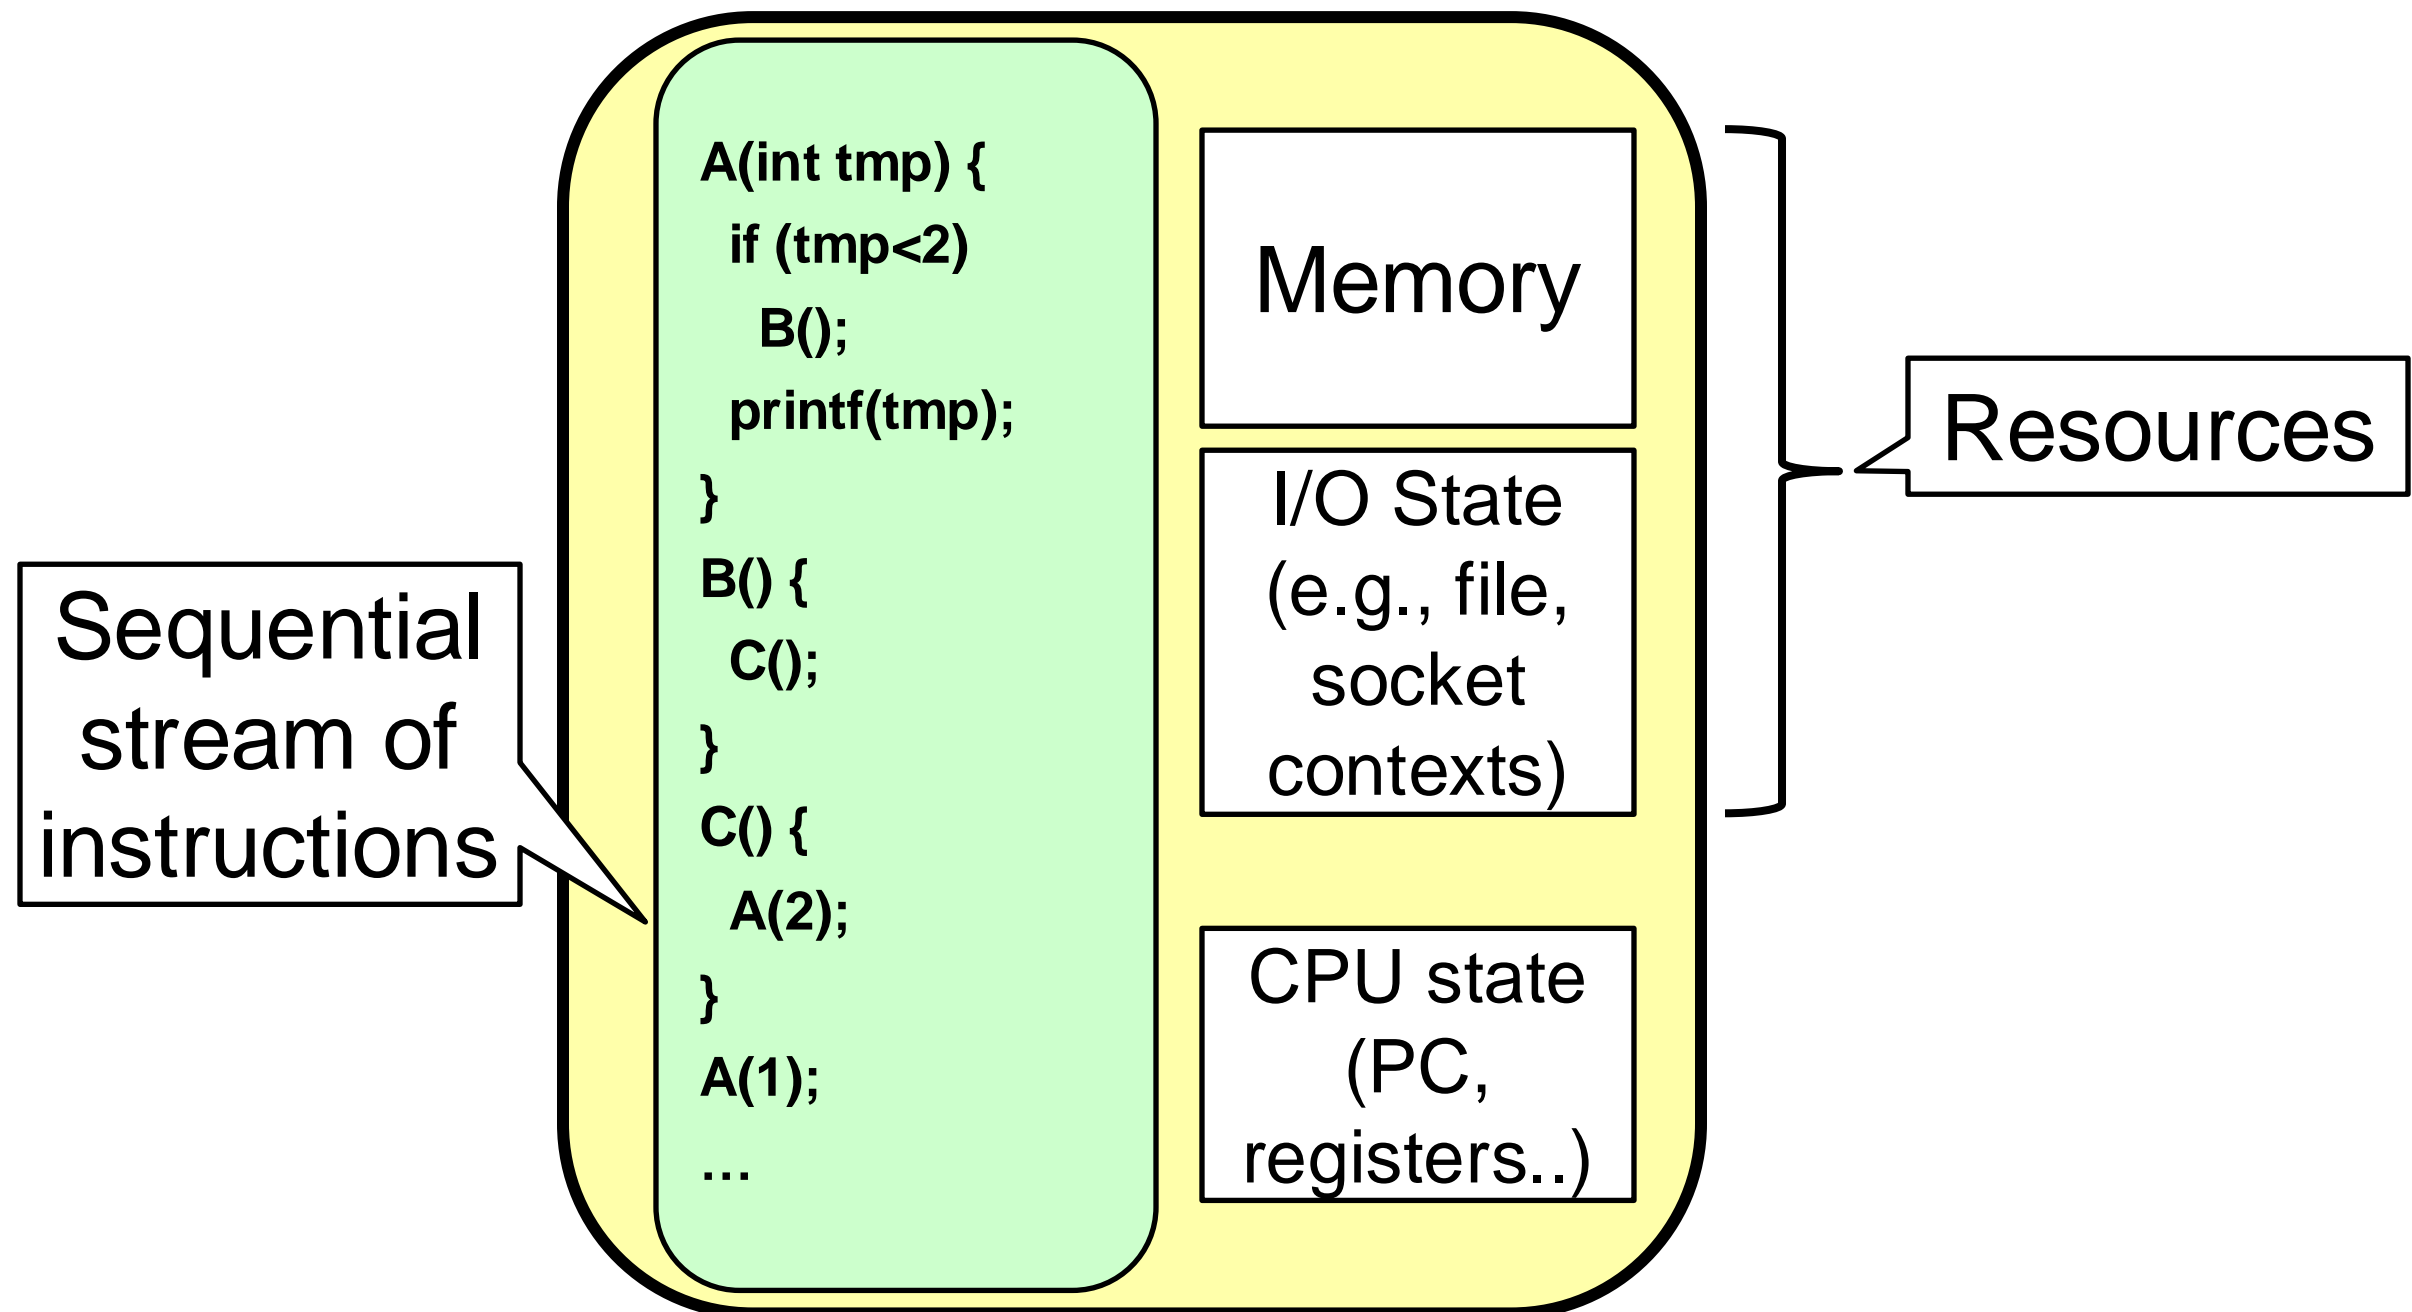 A(int tmp) {
if (tmp<2)
B();
printf(tmp);
}
B() {
C();
}
C() {
A(2);
}
A(1);
…
Sequential
stream of
instructions
Memory
I/O State
(e.g., file,
socket
contexts)
CPU state
(PC,
registers..)
Resources